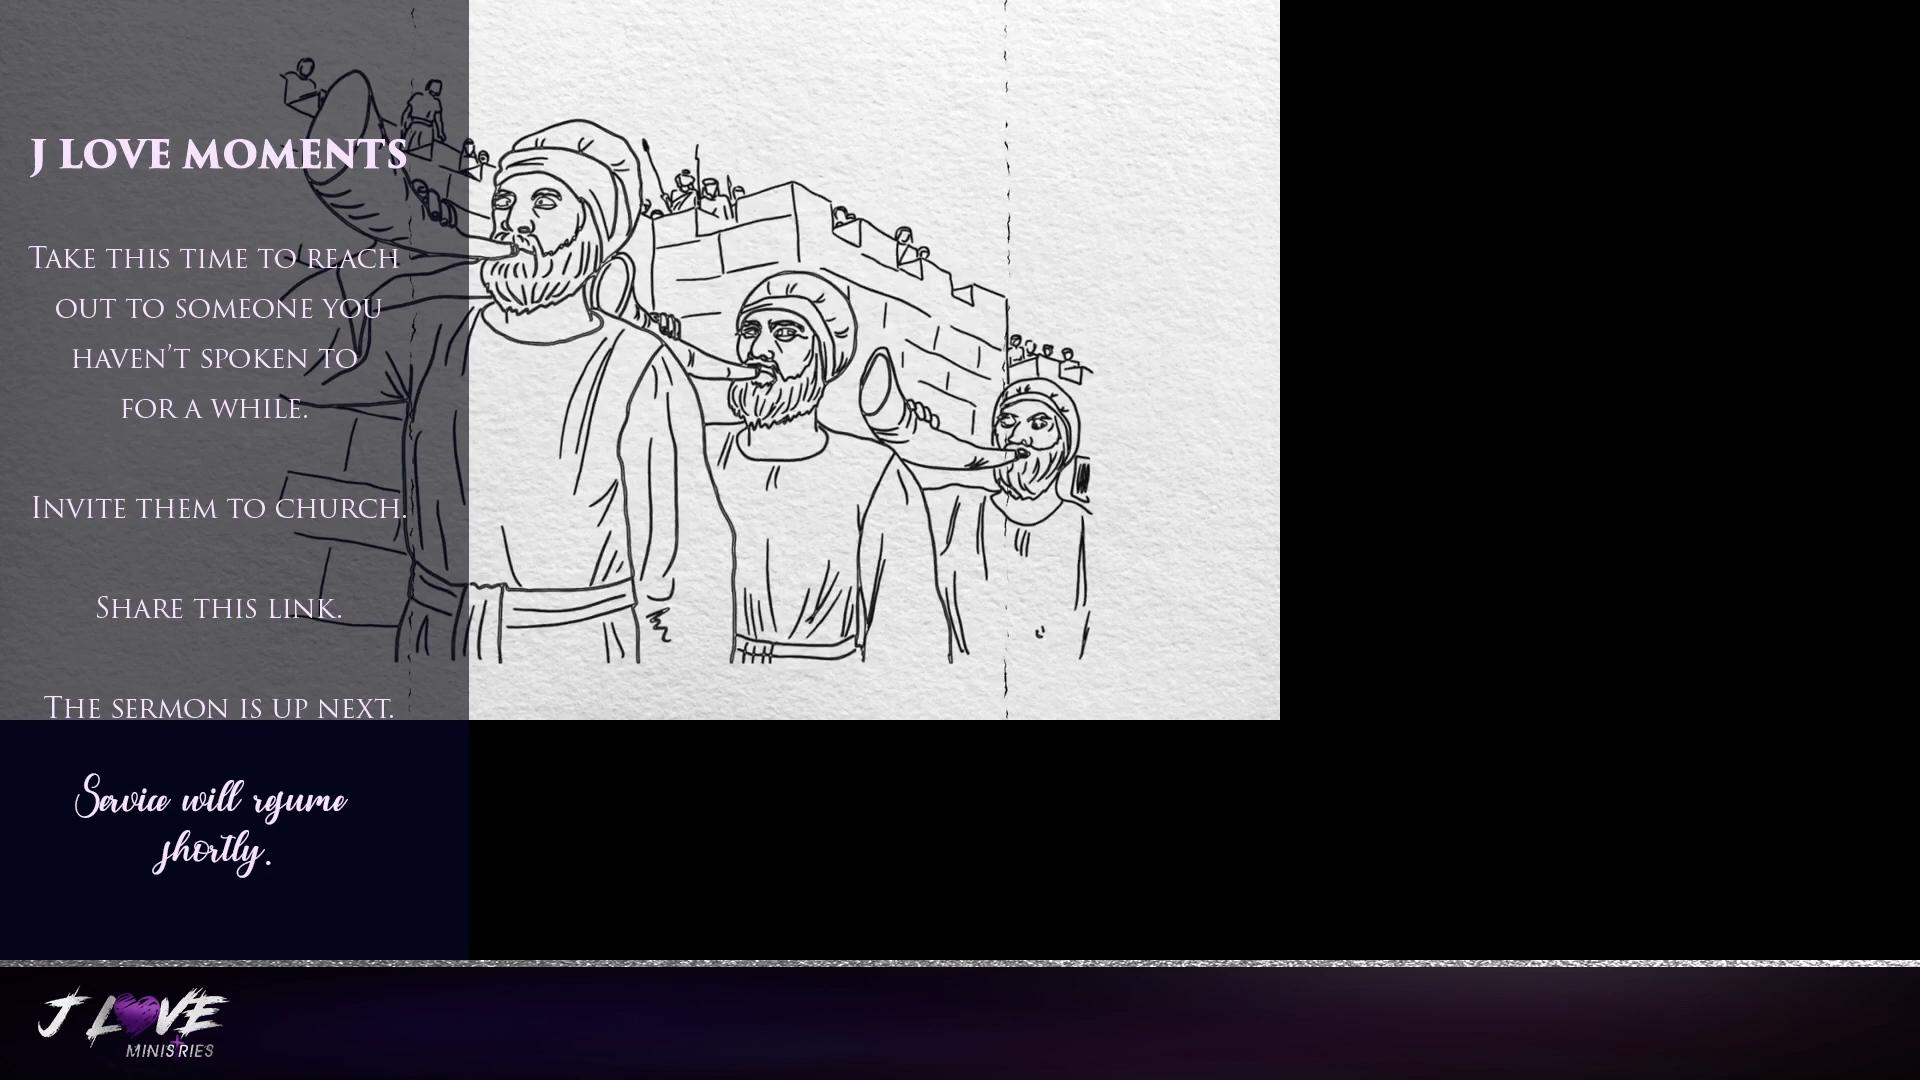 J LOVE MOMENTS
TAKE THIS TIME TO REACH
OUT TO SOMEONE YOU
HAVEN'T SPOKEN TO
FOR A WHILE.
INVITE THEM TO CHURCH.
SHARE THIS LINK.
THE SERMON IS UP NEXT.
Service will resume
shortly.
J LOVE
MINISTRIES